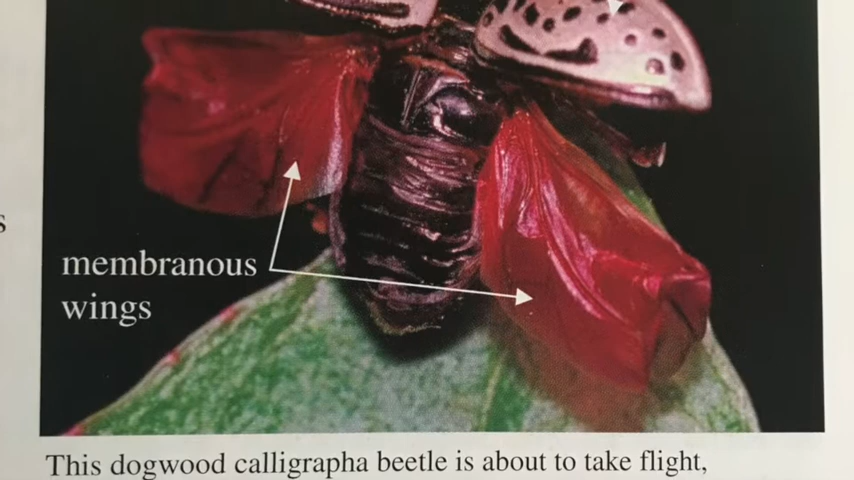 s
membranous
wings
This dogwood calligrapha beetle is about to take flight,